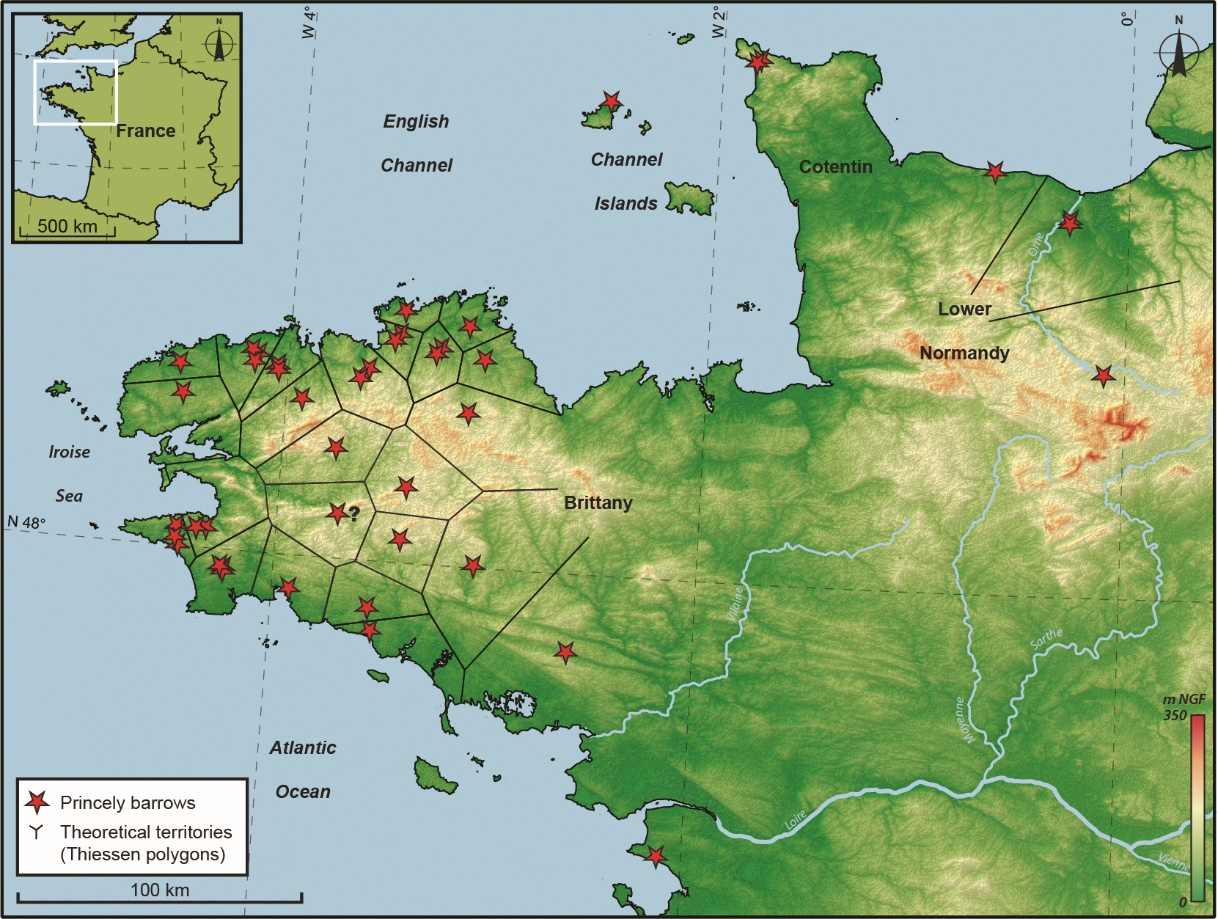 W 4°
W 2°
0°
N
N
France
500 km
English
Channel
Channel
Islands
Cotentin
Orne
Lower
Normandy
Iroise
Sea
N 48°
?
Brittany
Vilaine
Sarthe
Mayenne
m NGF
350
0
Atlantic
Ocean
Loire
Vienne
Princely barrows
Theoretical territories
(Thiessen polygons)
100 km